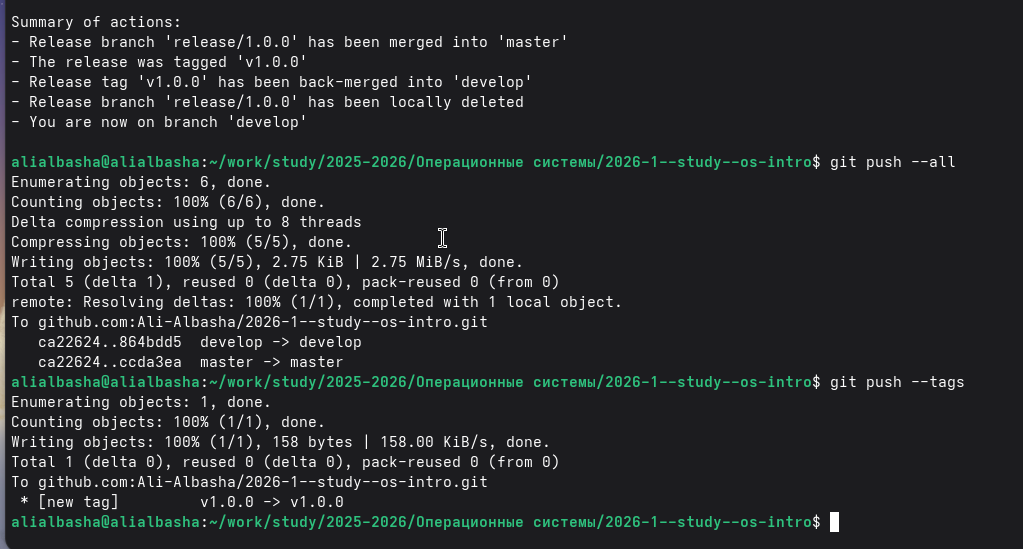 Summary of actions:
- Release branch 'release/1.0.0' has been merged into 'master'
- The release was tagged 'v1.0.0'
- Release tag 'v1.0.0' has been back-merged into 'develop'
- Release branch 'release/1.0.0' has been locally deleted
- You are now on branch 'develop'
alialbasha@alialbasha:~/work/study/2025-2026/Операционные системы/2026-1--study--os-intro$ git push --all
Enumerating objects: 6, done.
Counting objects: 100% (6/6), done.
Delta compression using up to 8 threads
Compressing objects: 100% (5/5), done.
Writing objects: 100% (5/5), 2.75 KiB | 2.75 MiB/s, done.
Total 5 (delta 1), reused 0 (delta 0), pack-reused 0 (from 0)
remote: Resolving deltas: 100% (1/1), completed with 1 local object.
To github.com:Ali-Albasha/2026-1--study--os-intro.git
   ca22624..864bdd5  develop -> develop
   ca22624..ccda3ea  master -> master
alialbasha@alialbasha:~/work/study/2025-2026/Операционные системы/2026-1--study--os-intro$ git push --tags
Enumerating objects: 1, done.
Counting objects: 100% (1/1), done.
Writing objects: 100% (1/1), 158 bytes | 158.00 KiB/s, done.
Total 1 (delta 0), reused 0 (delta 0), pack-reused 0 (from 0)
To github.com:Ali-Albasha/2026-1--study--os-intro.git
 * [new tag]         v1.0.0 -> v1.0.0
alialbasha@alialbasha:~/work/study/2025-2026/Операционные системы/2026-1--study--os-intro$